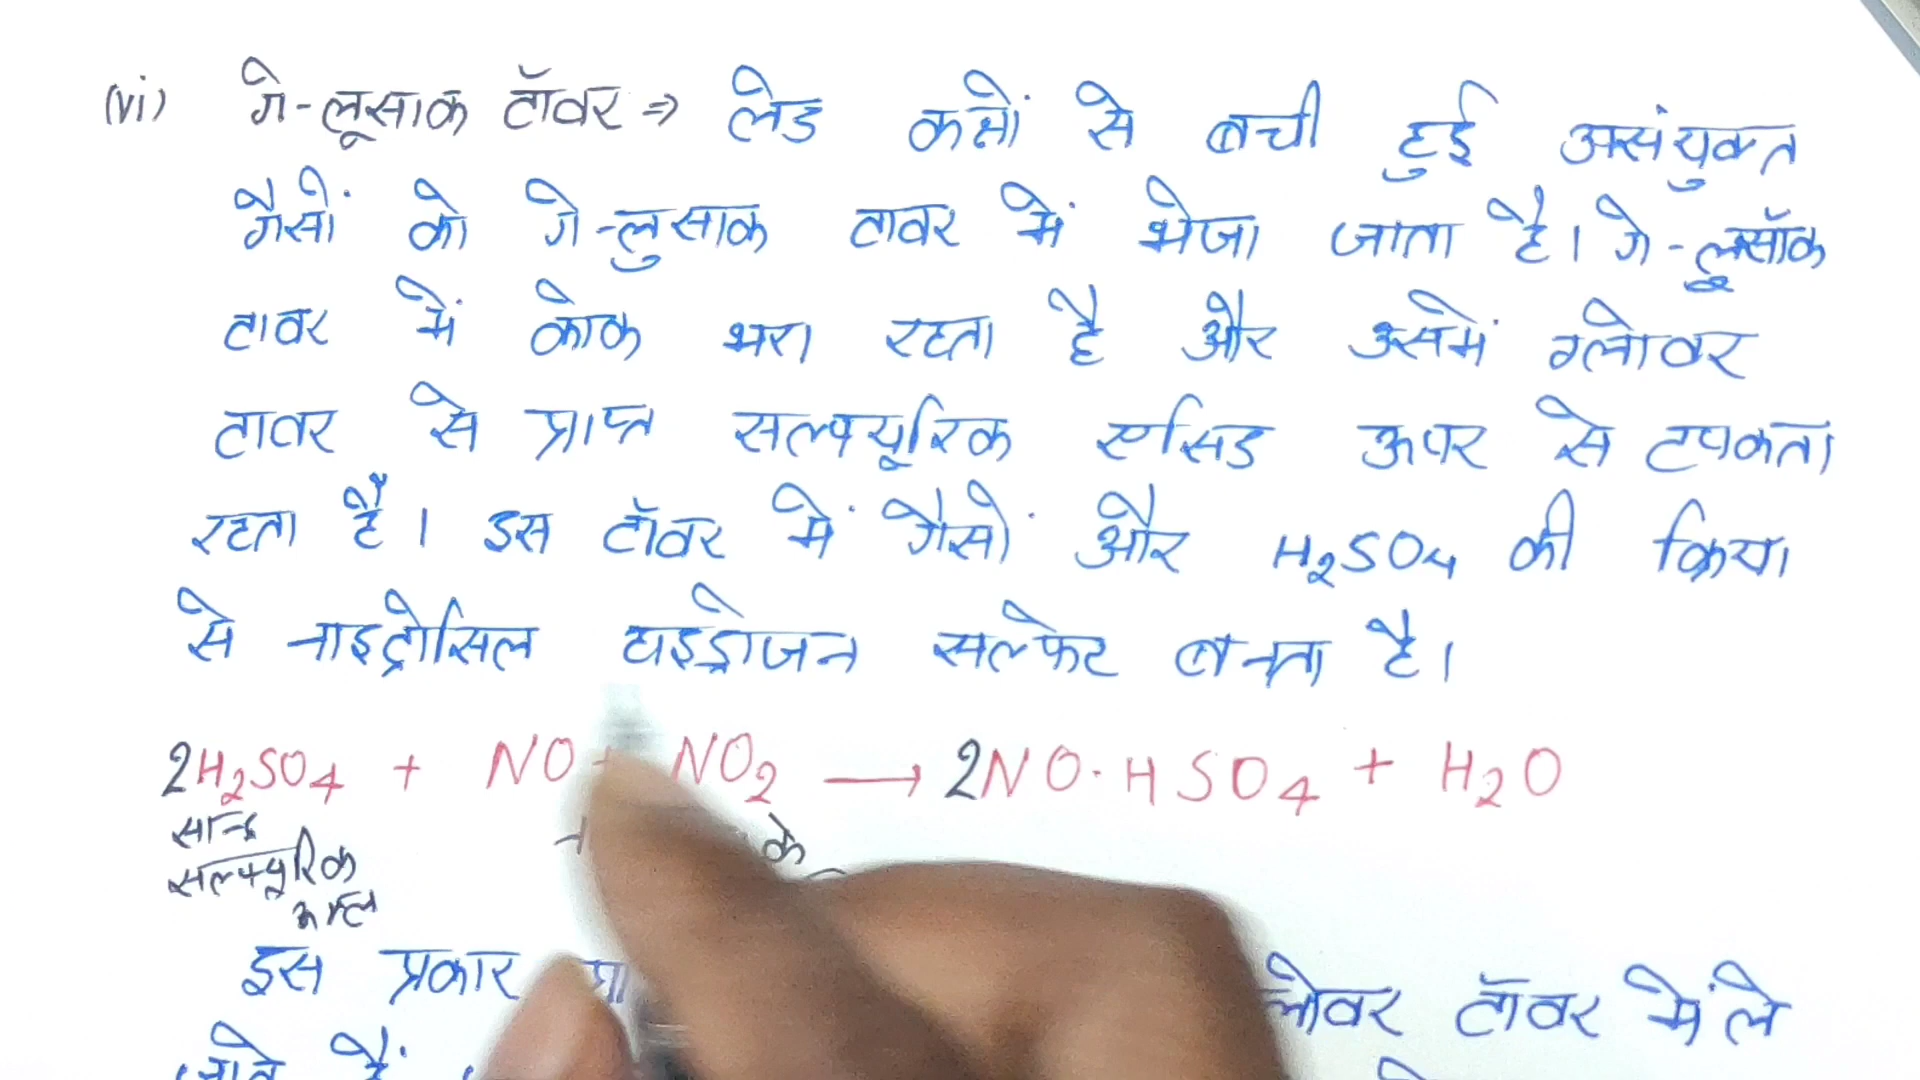 (vi) गे-लूसाक टॉवर ⇒ लेड कक्षों से बची हुई असंयुक्त
गैसों को गे-लुसाक टावर में भेजा जाता है। गे-लुसॉक
टावर में कोक भरा रहता है और उसमें ग्लोवर
टावर से प्राप्त सल्फ्यूरिक एसिड ऊपर से टपकता
रहता है। इस टॉवर में गैसों और H₂SO₄ की क्रिया
से नाइट्रोसिल हाइड्रोजन सल्फेट बनता है।
2H₂SO₄ + NO + NO₂ → 2NO·HSO₄ + H₂O
सान्द्र के
सल्फ्यूरिक
अम्ल
इस प्रकार टॉवर में ले
जाते हैं